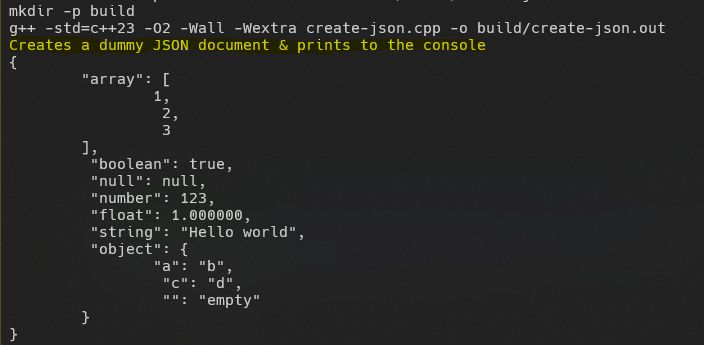 mkdir -p build
g++ -std=c++23 -O2 -Wall -Wextra create-json.cpp -o build/create-json.out
Creates a dummy JSON document & prints to the console
{
        "array": [
                1,
                 2,
                 3
        ],
         "boolean": true,
         "null": null,
         "number": 123,
         "float": 1.000000,
         "string": "Hello world",
         "object": {
                "a": "b",
                 "c": "d",
                 "": "empty"
        }
}